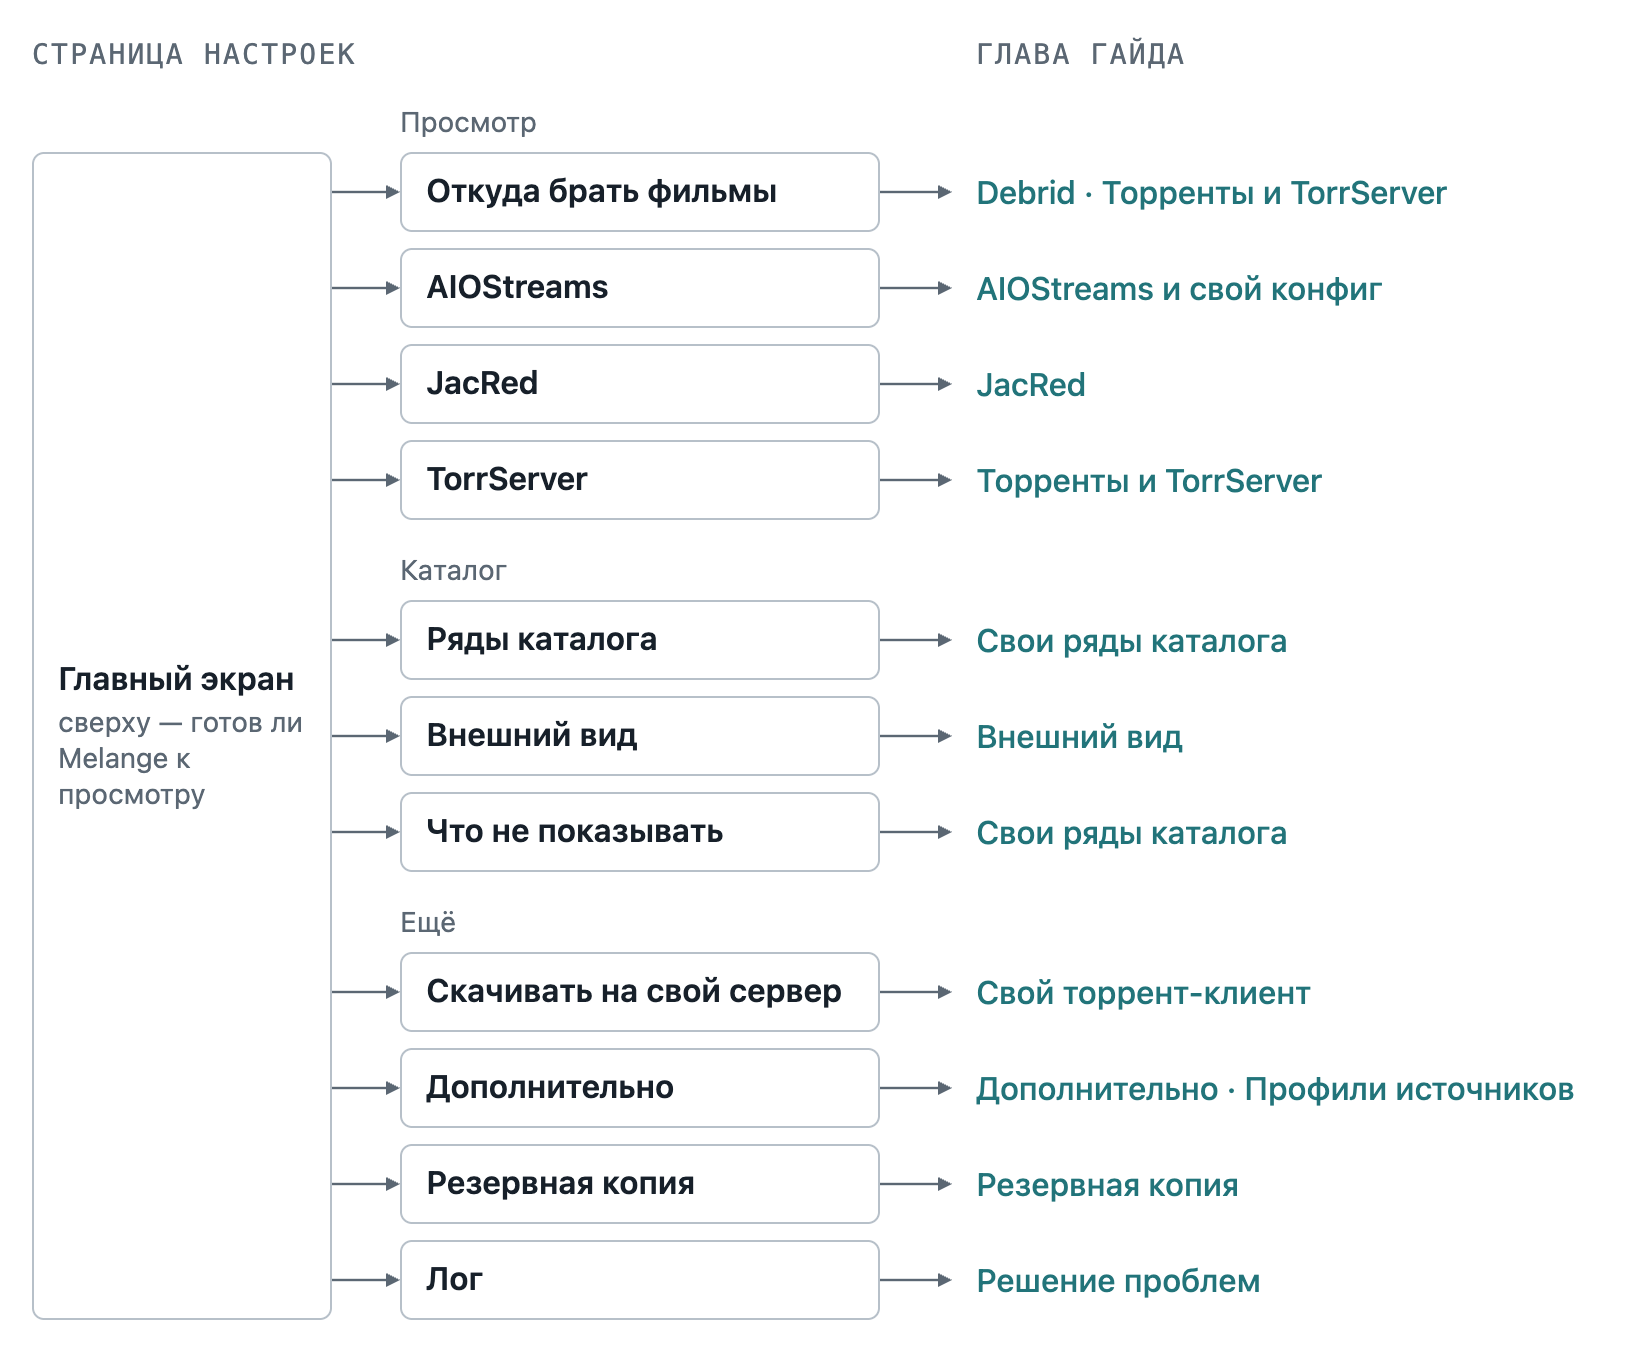 СТРАНИЦА НАСТРОЕК
ГЛАВА ГАЙДА
Главный экран
сверху — готов ли
Melange к
просмотру
Просмотр
Откуда брать фильмы
Debrid · Торренты и TorrServer
AIOStreams
AIOStreams и свой конфиг
JacRed
JacRed
TorrServer
Торренты и TorrServer
Каталог
Ряды каталога
Свои ряды каталога
Внешний вид
Внешний вид
Что не показывать
Свои ряды каталога
Ещё
Скачивать на свой сервер
Свой торрент-клиент
Дополнительно
Дополнительно · Профили источников
Резервная копия
Резервная копия
Лог
Решение проблем